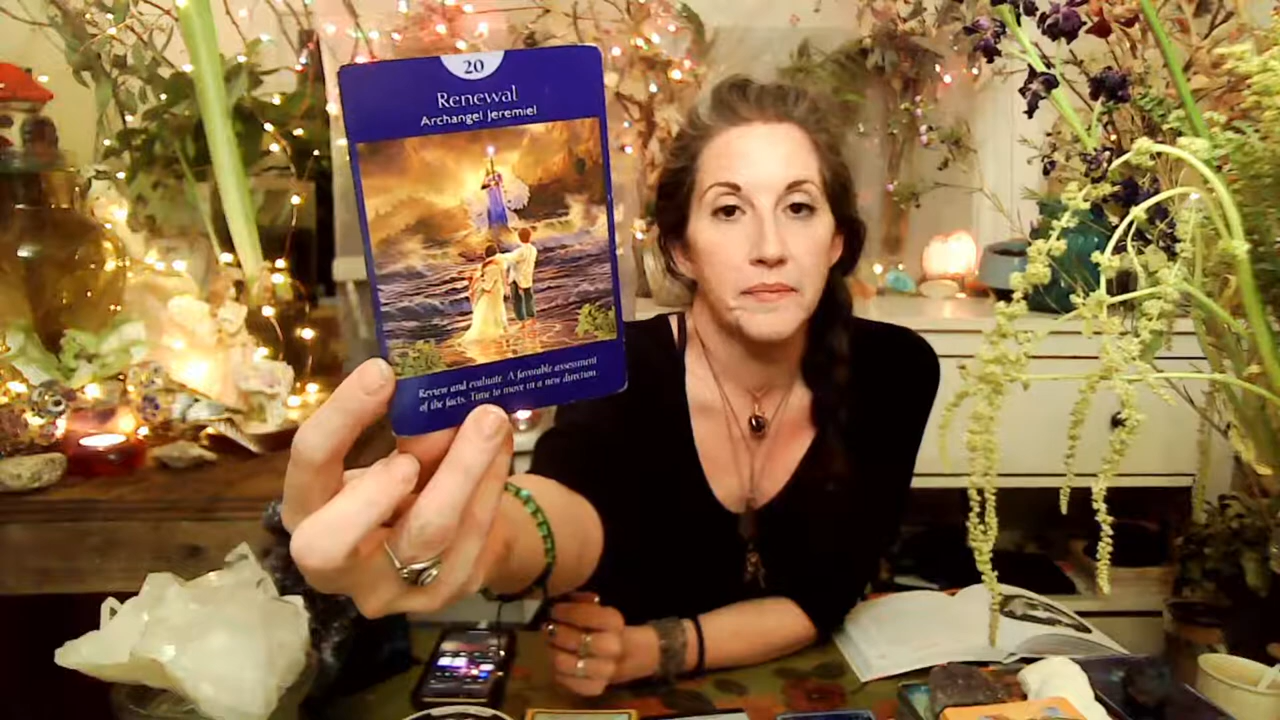 20
Renewal
Archangel Jeremiel
Review and evaluate. A favorable assessment
of the facts. Time to move in a new direction.